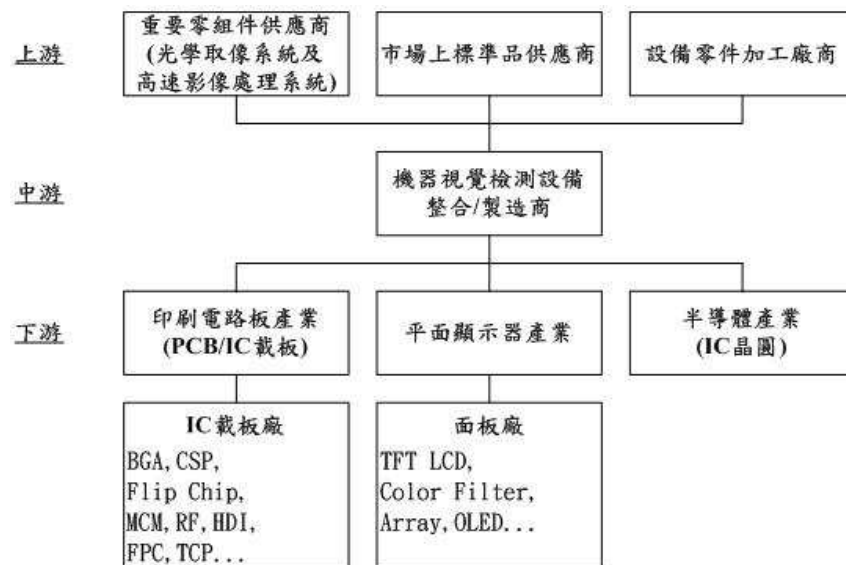 上游
重要零組件供應商
(光學取像系統及
高速影像處理系統)
市場上標準品供應商
設備零件加工廠商
中游
機器視覺檢測設備
整合/製造商
下游
印刷電路板產業
(PCB/IC載板)
平面顯示器產業
半導體產業
(IC晶圓)
IC載板廠
BGA,CSP,
Flip Chip,
MCM,RF,HDI,
FPC,TCP...
面板廠
TFT LCD,
Color Filter,
Array,OLED...